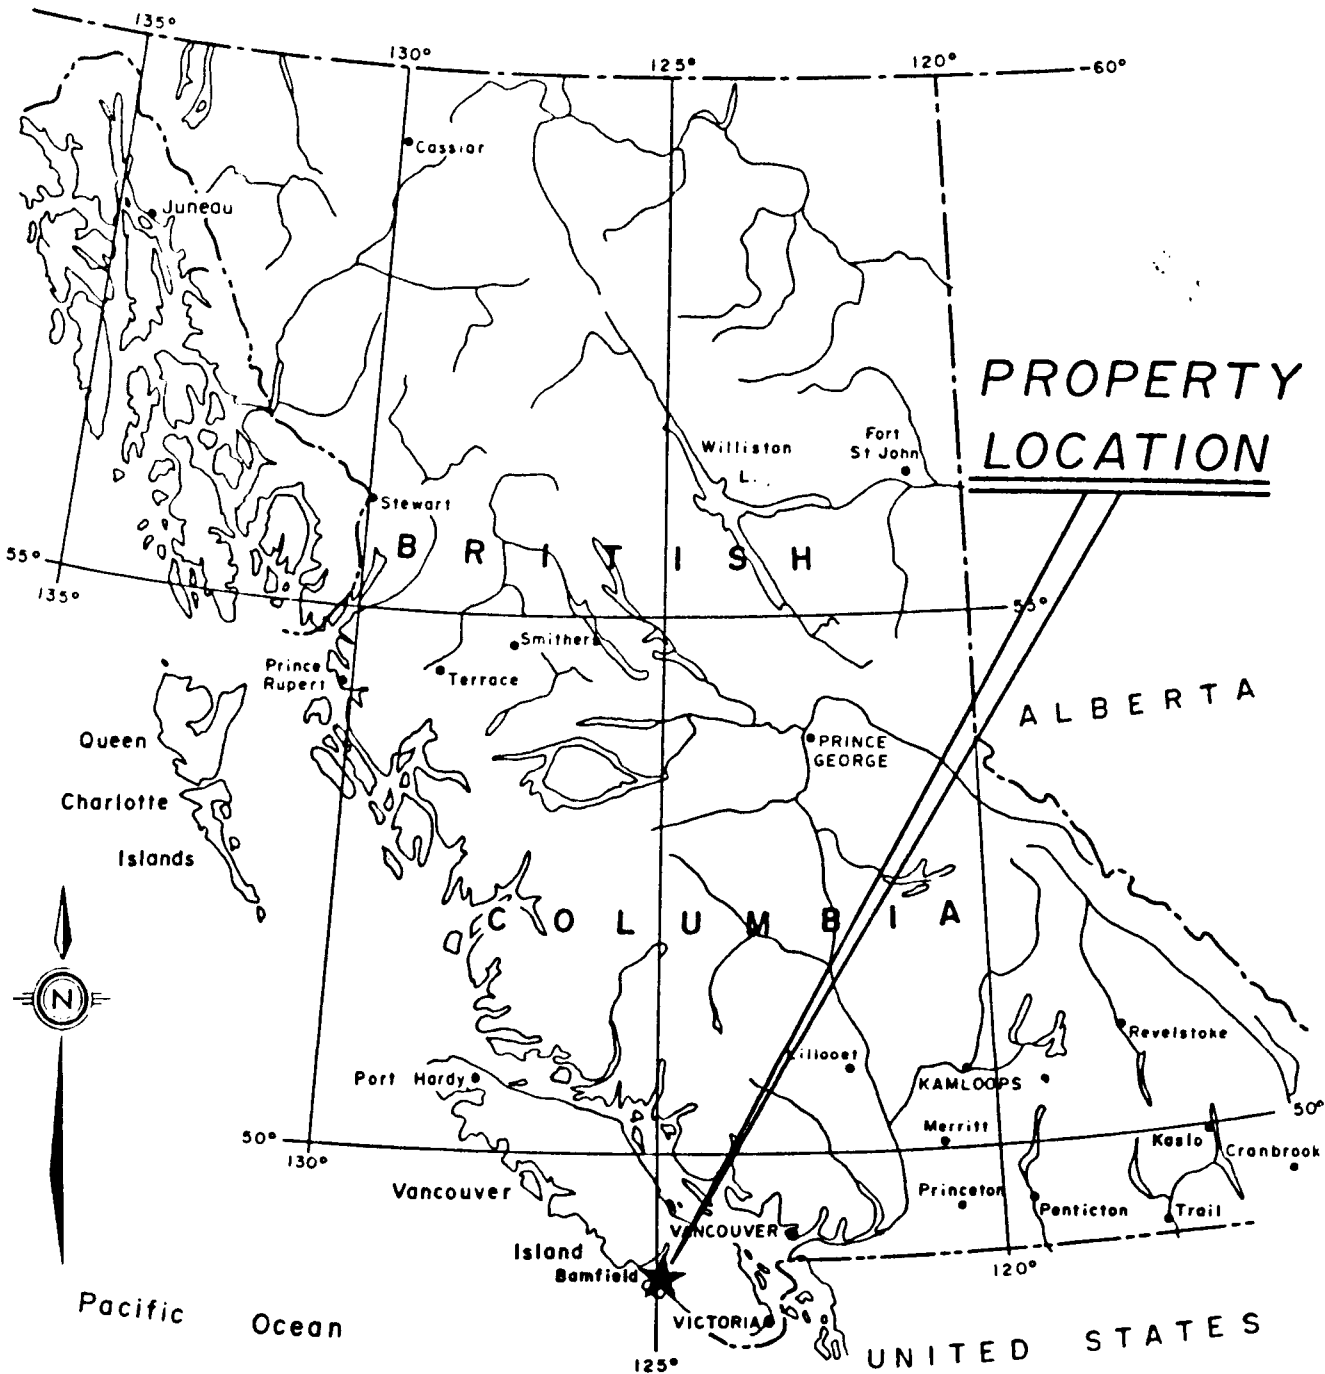 135°
130°
125°
120°
60°
Cassiar
Juneau
PROPERTY
LOCATION
Williston
L.
Fort
St John
Stewart
BRITISH
55°
135°
55°
Smithers
Prince
Rupert
Terrace
ALBERTA
Queen
Charlotte
Islands
PRINCE
GEORGE
COLUMBIA
N
Revelstoke
Port Hardy
Lillooet
KAMLOOPS
50°
Merritt
Kaslo
Cranbrook
50°
130°
Vancouver
Island
Princeton
Penticton
Trail
VANCOUVER
Bamfield
120°
VICTORIA
Pacific Ocean
UNITED STATES
125°